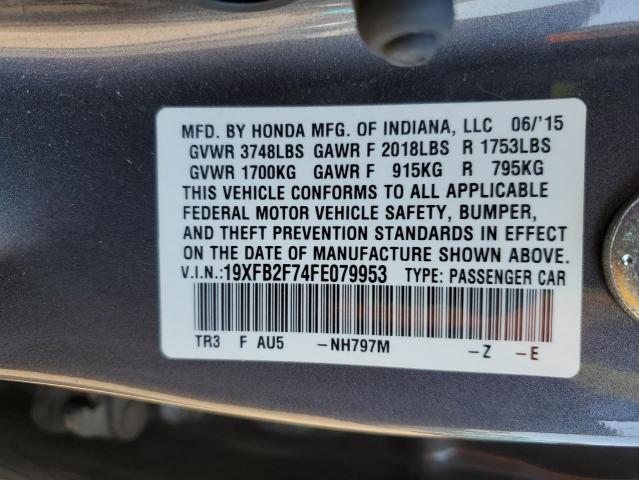 MFD. BY HONDA MFG. OF INDIANA, LLC 06/'15
GVWR 3748LBS GAWR F 2018LBS R 1753LBS
GVWR 1700KG GAWR F 915KG R 795KG
THIS VEHICLE CONFORMS TO ALL APPLICABLE
FEDERAL MOTOR VEHICLE SAFETY, BUMPER,
AND THEFT PREVENTION STANDARDS IN EFFECT
ON THE DATE OF MANUFACTURE SHOWN ABOVE.
V.I.N.:19XFB2F74FE079953 TYPE: PASSENGER CAR
TR3 F AU5 -NH797M -Z -E